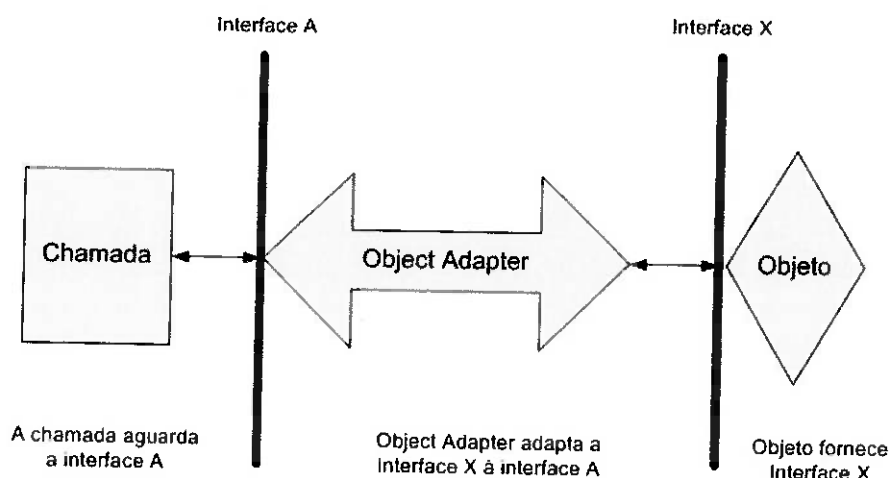 Interface A
Interface X
Chamada
Object Adapter
Objeto
A chamada aguarda
a interface A
Object Adapter adapta a
Interface X à interface A
Objeto fornece
Interface X